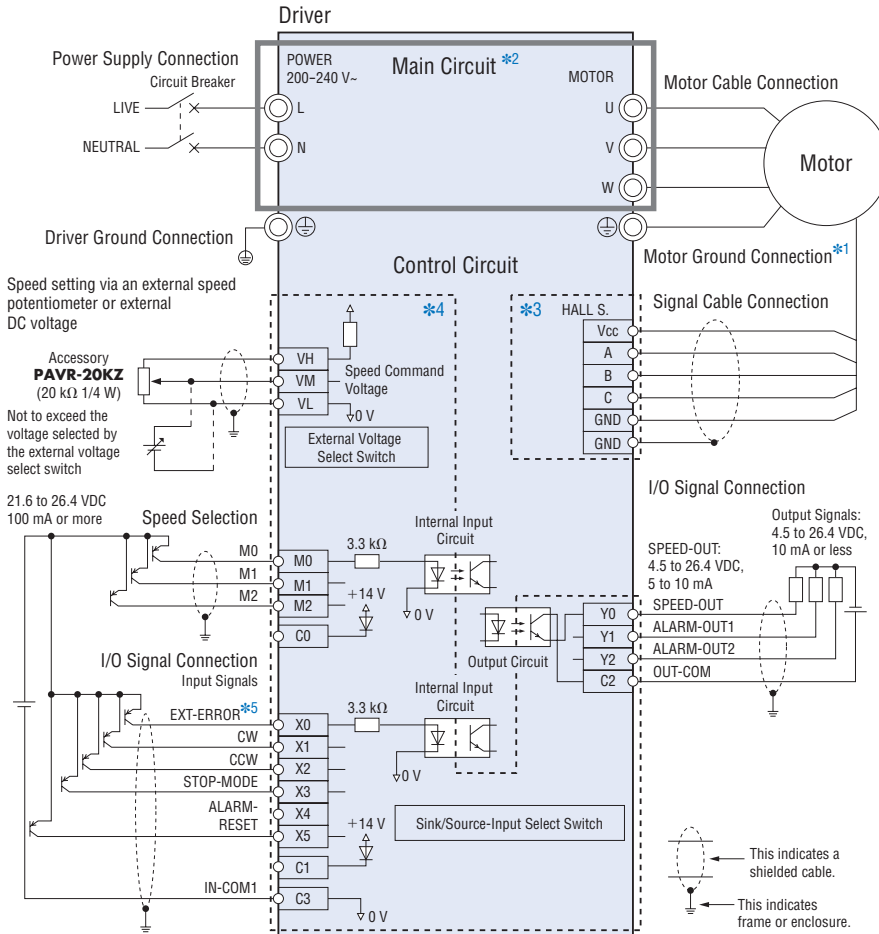 Driver
Power Supply Connection
Circuit Breaker
LIVE
NEUTRAL
POWER
200–240 V~
Main Circuit *2
MOTOR
L
N
U
V
W
Motor Cable Connection
Motor
Driver Ground Connection
Motor Ground Connection*1
Control Circuit
Speed setting via an external speed
potentiometer or external
DC voltage
Accessory
PAVR-20KZ
(20 kΩ 1/4 W)
Not to exceed the
voltage selected by
the external voltage
select switch
*4
VH
VM
VL
Speed Command
Voltage
0 V
External Voltage
Select Switch
*3
HALL S.
Vcc
A
B
C
GND
GND
Signal Cable Connection
21.6 to 26.4 VDC
100 mA or more
Speed Selection
M0
M1
M2
M0
M1
M2
C0
3.3 kΩ
+14 V
Internal Input
Circuit
0 V
I/O Signal Connection
SPEED-OUT:
4.5 to 26.4 VDC,
5 to 10 mA
Output Signals:
4.5 to 26.4 VDC,
10 mA or less
Y0
Y1
Y2
C2
SPEED-OUT
ALARM-OUT1
ALARM-OUT2
OUT-COM
Output Circuit
I/O Signal Connection
Input Signals
EXT-ERROR*5
CW
CCW
STOP-MODE
ALARM-
RESET
IN-COM1
X0
X1
X2
X3
X4
X5
C1
C3
3.3 kΩ
+14 V
0 V
Internal Input
Circuit
0 V
Sink/Source-Input Select Switch
This indicates a
shielded cable.
This indicates
frame or enclosure.